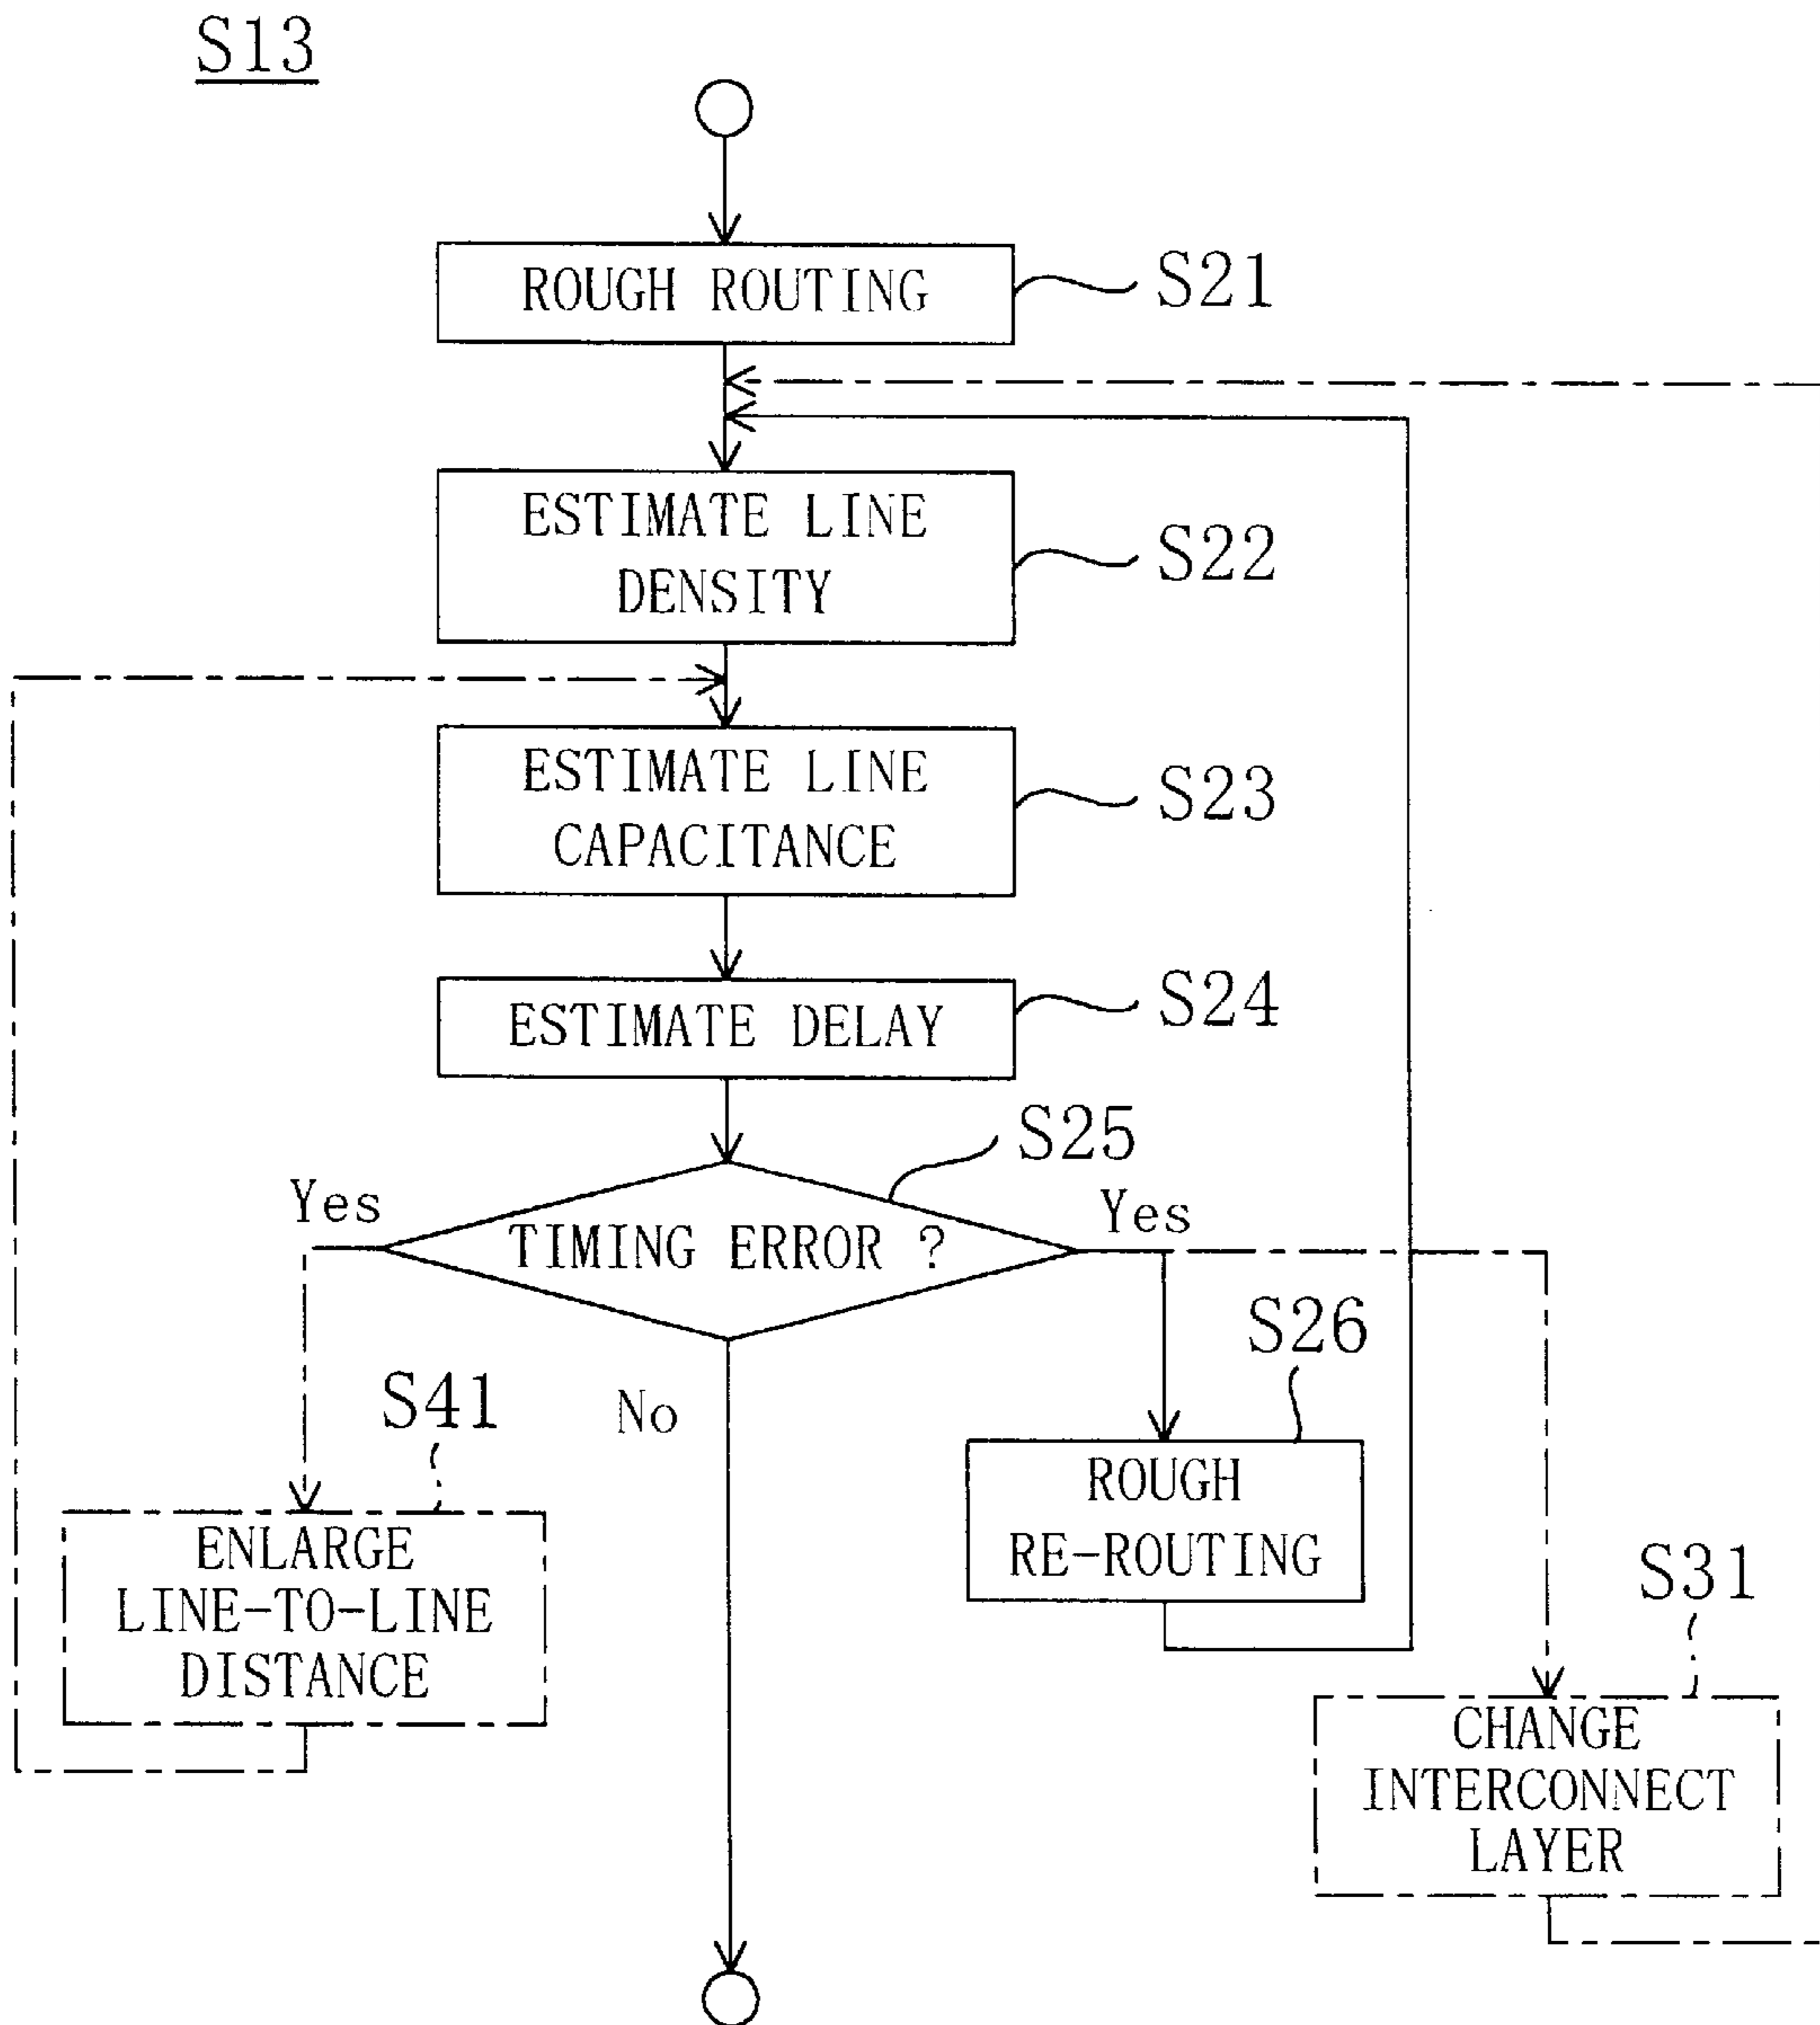 S13
ROUGH ROUTING
S21
ESTIMATE LINE
DENSITY
S22
ESTIMATE LINE
CAPACITANCE
S23
ESTIMATE DELAY
S24
S25
Yes
TIMING ERROR ?
Yes
No
S26
ROUGH
RE-ROUTING
S41
ENLARGE
LINE-TO-LINE
DISTANCE
S31
CHANGE
INTERCONNECT
LAYER